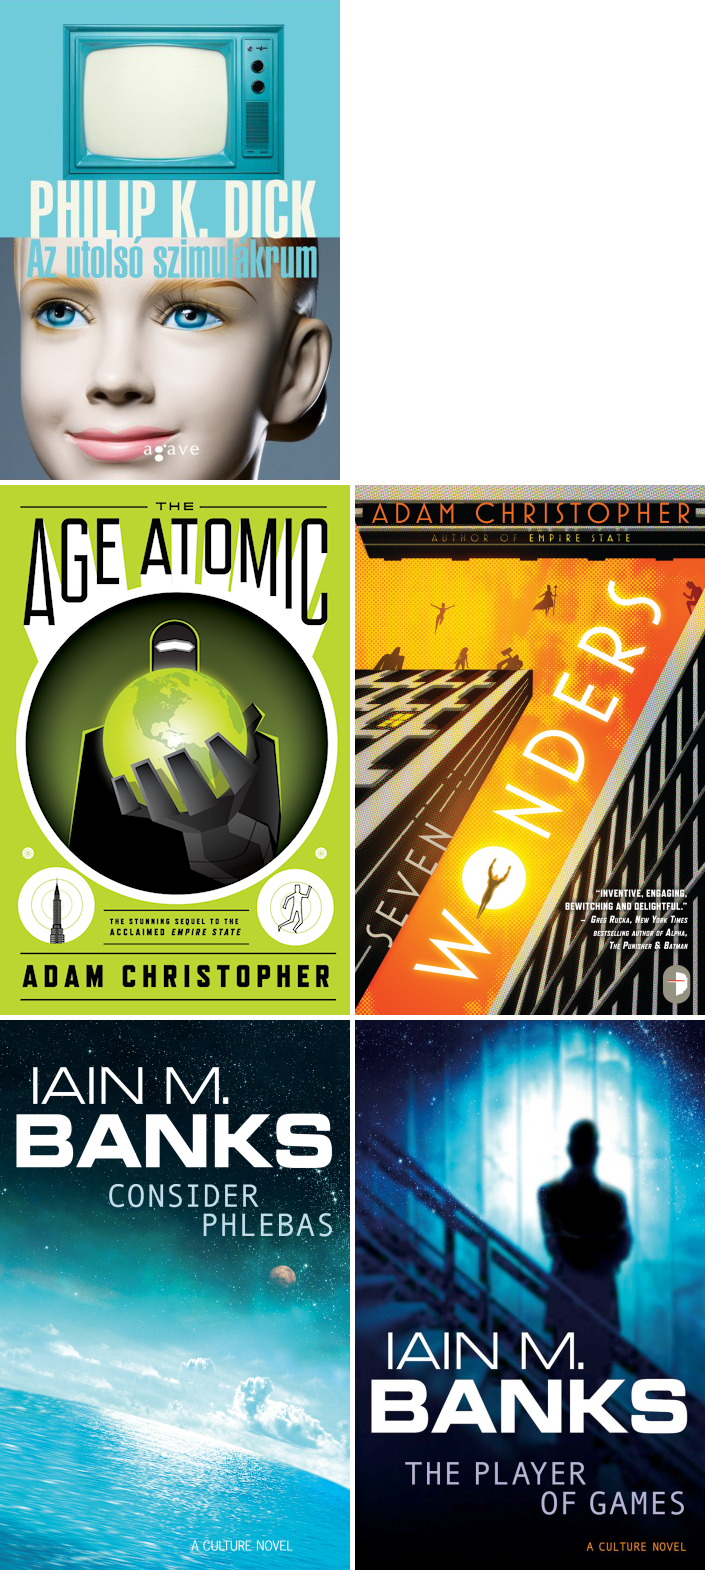 PHILIP K. DICK
Az utolsó szimulakrum
agave
THE
AGE ATOMIC
THE STUNNING SEQUEL TO THE
ACCLAIMED EMPIRE STATE
ADAM CHRISTOPHER
ADAM CHRISTOPHER
AUTHOR OF EMPIRE STATE
SEVEN
WONDERS
"INVENTIVE, ENGAGING,
BEWITCHING AND DELIGHTFUL."
– GREG RUCKA, NEW YORK TIMES
BESTSELLING AUTHOR OF ALPHA,
THE PUNISHER & BATMAN
IAIN M.
BANKS
CONSIDER
PHLEBAS
A CULTURE NOVEL
IAIN M.
BANKS
THE PLAYER
OF GAMES
A CULTURE NOVEL